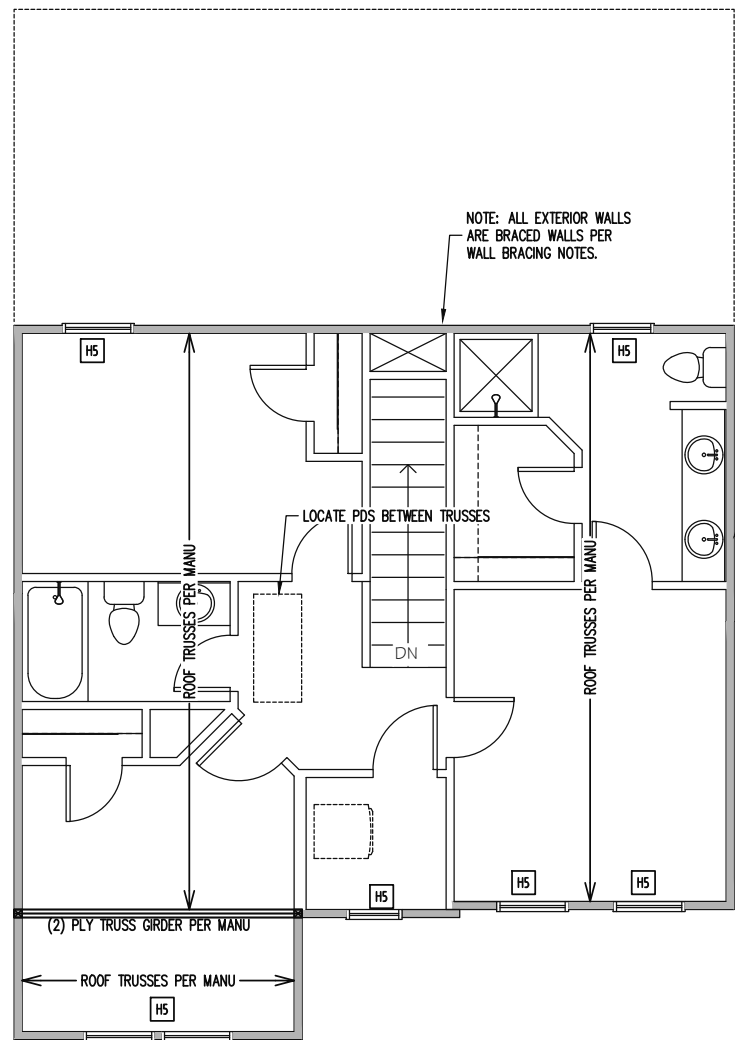 NOTE: ALL EXTERIOR WALLS
ARE BRACED WALLS PER
WALL BRACING NOTES.
H5
H5
LOCATE PDS BETWEEN TRUSSES
ROOF TRUSSES PER MANU
ROOF TRUSSES PER MANU
DN
H5
H5
H5
(2) PLY TRUSS GIRDER PER MANU
ROOF TRUSSES PER MANU
H5